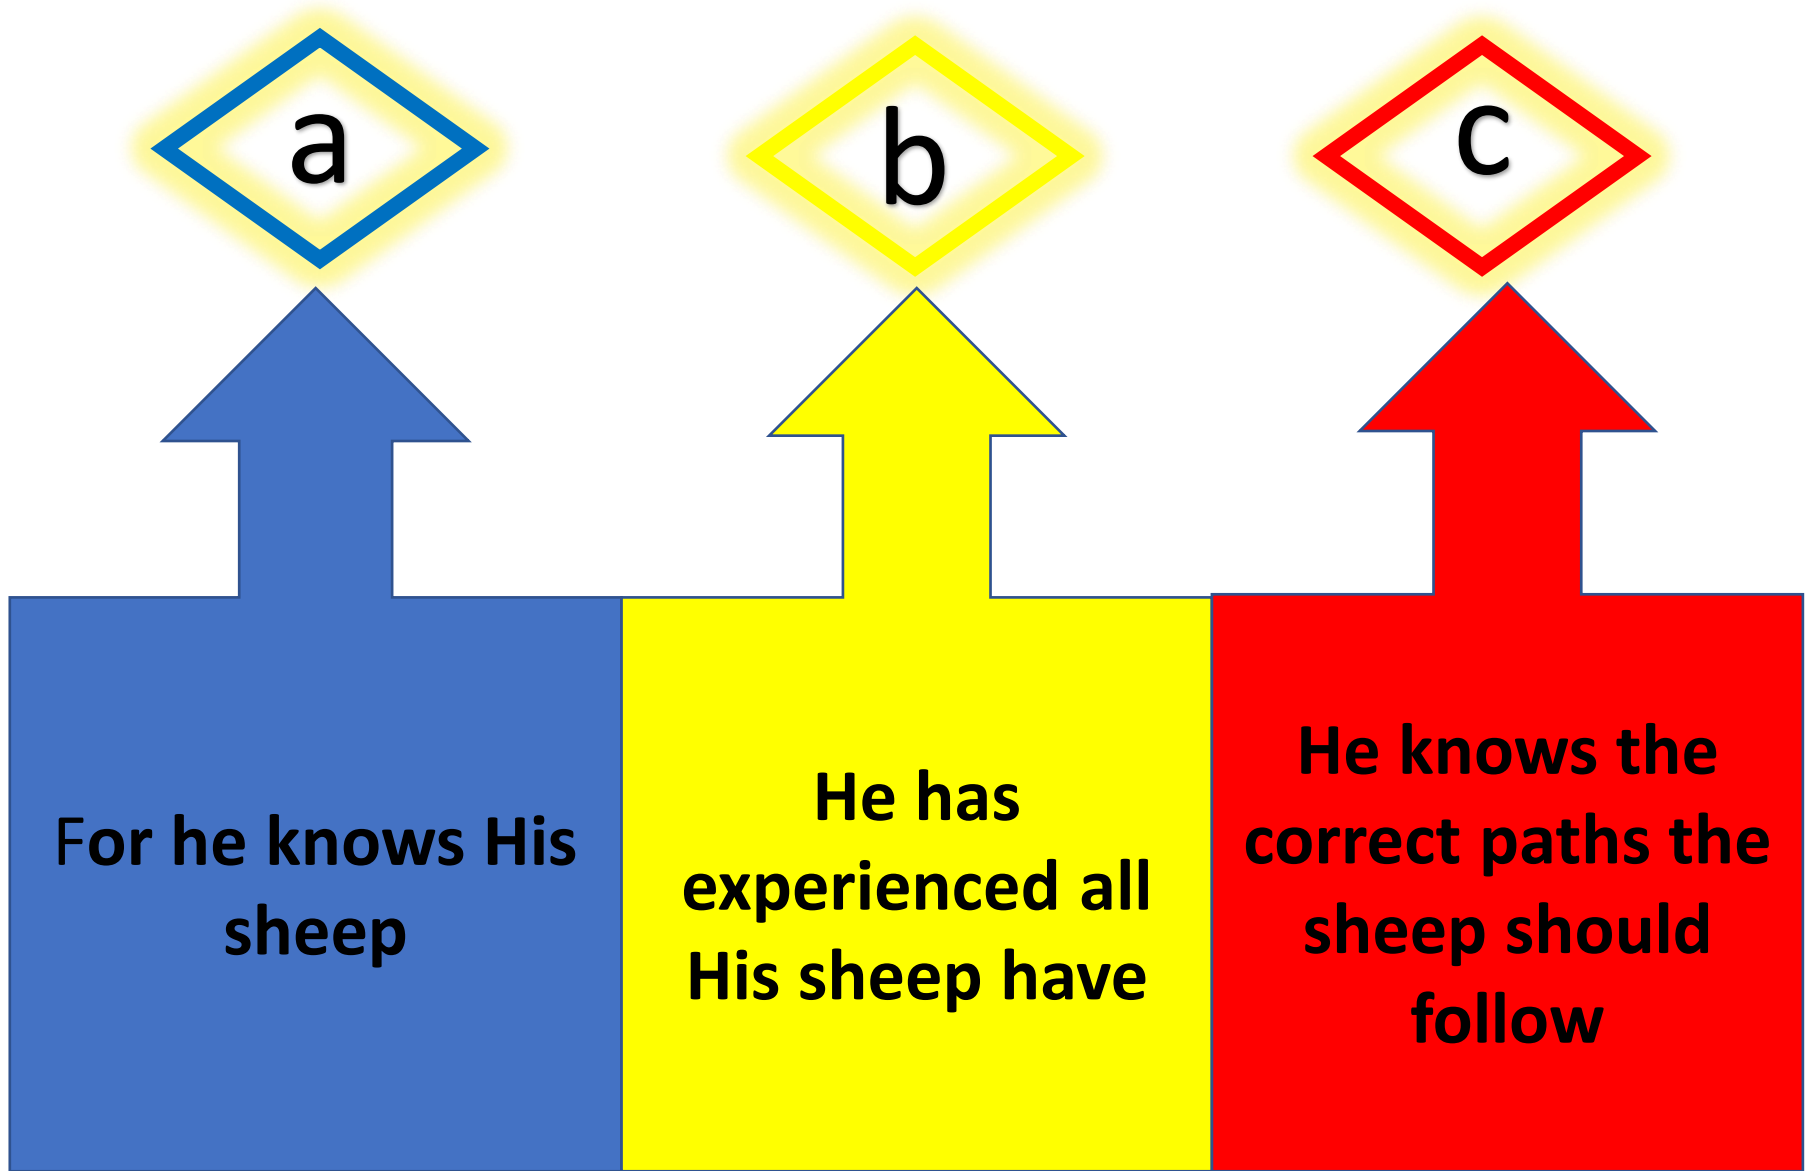 a
b
c
For he knows His
sheep
He has
experienced all
His sheep have
He knows the
correct paths the
sheep should
follow